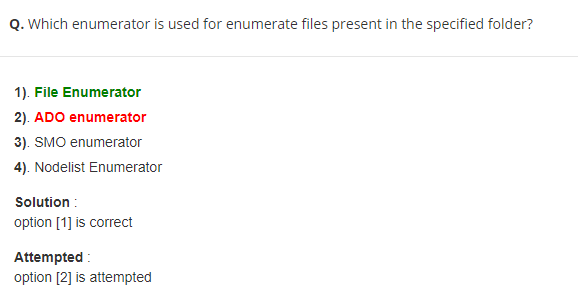 Q. Which enumerator is used for enumerate files present in the specified folder?
1). File Enumerator
2). ADO enumerator
3). SMO enumerator
4). Nodelist Enumerator
Solution :
option [1] is correct
Attempted :
option [2] is attempted